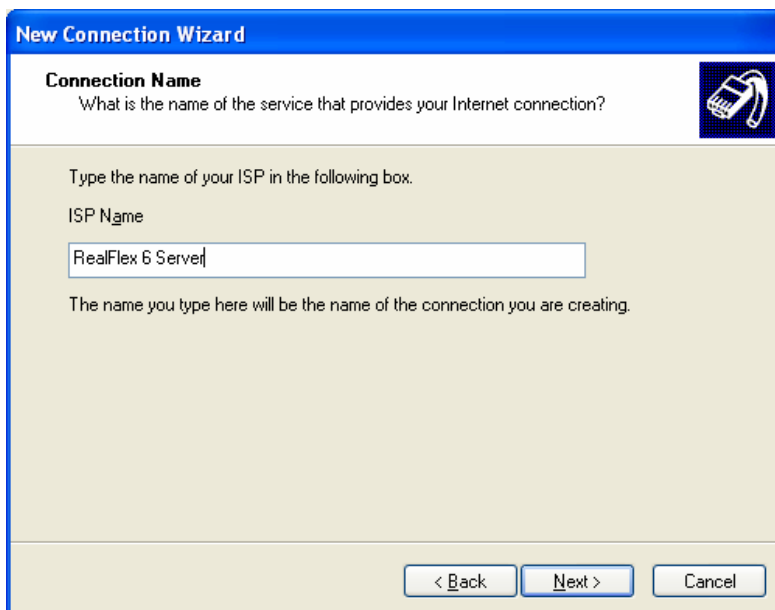 New Connection Wizard
Connection Name
What is the name of the service that provides your Internet connection?
Type the name of your ISP in the following box.
ISP Name
RealFlex 6 Server
The name you type here will be the name of the connection you are creating.
< Back Next > Cancel